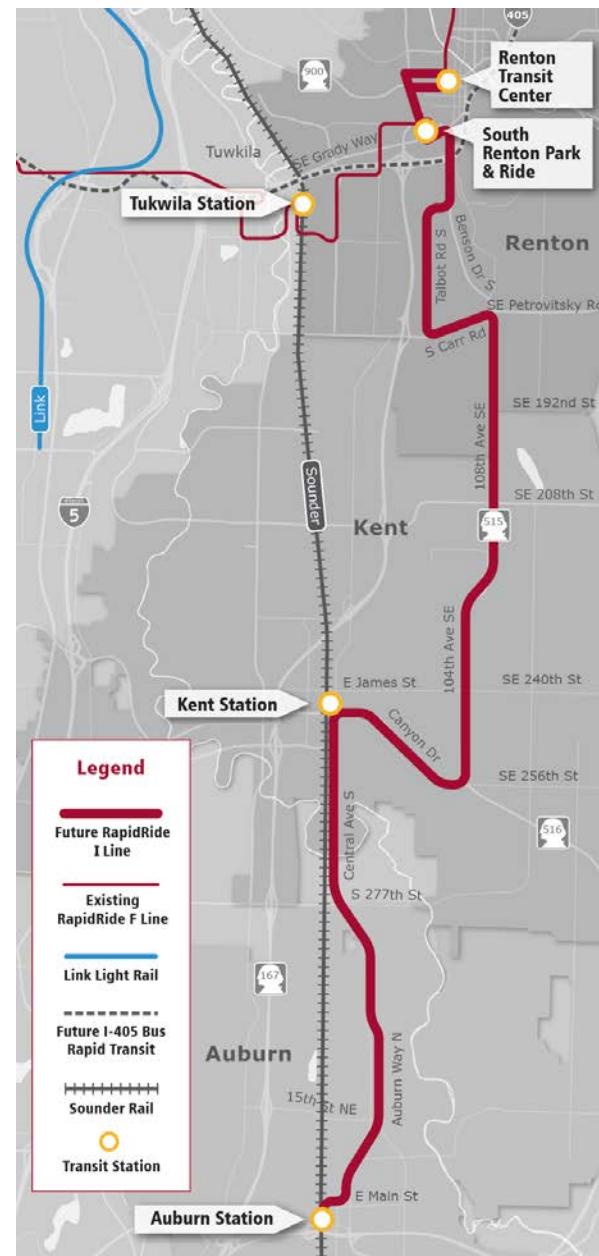 405
900
Renton
Transit
Center
South
Renton Park
& Ride
Tuwkila
SE Grady Way
Tukwila Station
Talbot Rd S
Benson Dr S
Renton
SE Petrovitsky Rd
S Carr Rd
Link
SE 192nd St
108th Ave SE
Sounder
SE 208th St
5
515
Kent
104th Ave SE
E James St
SE 240th St
Kent Station
Canyon Dr
SE 256th St
516
Central Ave S
S 277th St
167
Auburn
Auburn Way N
15th St NE
E Main St
Auburn Station
Legend
Future RapidRide
I Line
Existing
RapidRide F Line
Link Light Rail
Future I-405 Bus
Rapid Transit
Sounder Rail
Transit Station